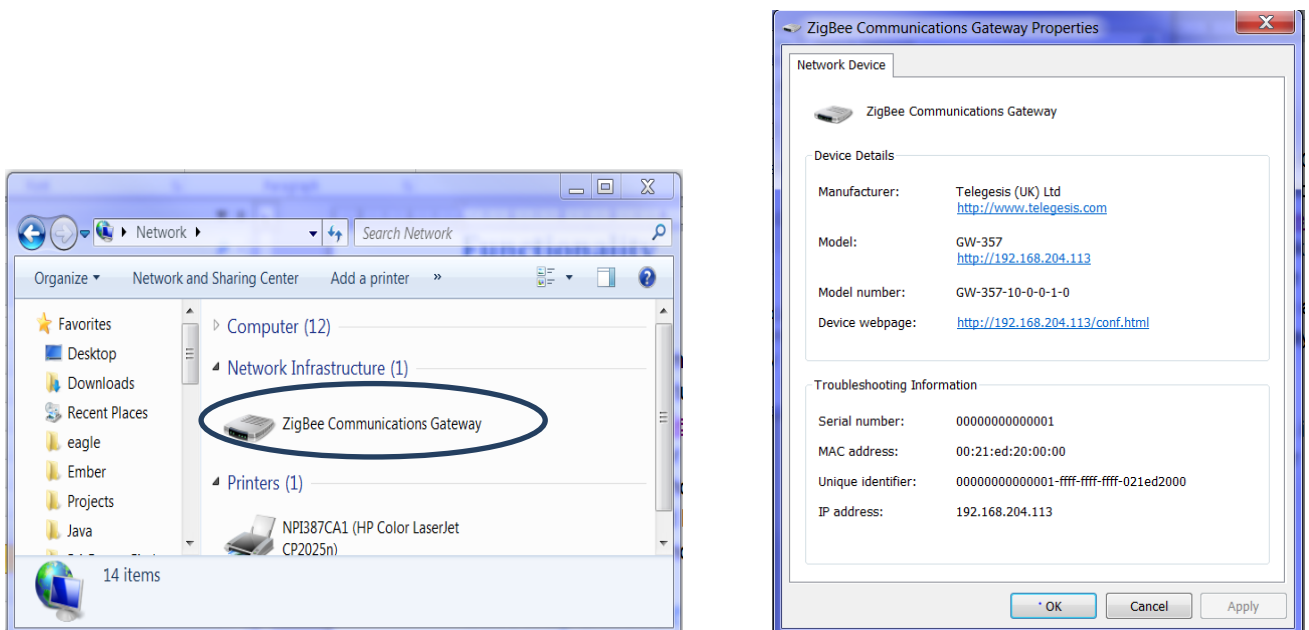 Network
Search Network
Functionality
Organize
Network and Sharing Center
Add a printer
»
Favorites
Desktop
Downloads
Recent Places
eagle
Ember
Projects
Java
Computer (12)
Network Infrastructure (1)
ZigBee Communications Gateway
Printers (1)
NPI387CA1 (HP Color LaserJet
CP2025n)
14 items
ZigBee Communications Gateway Properties
Network Device
ZigBee Communications Gateway
Device Details
Manufacturer: Telegesis (UK) Ltd
http://www.telegesis.com
Model: GW-357
http://192.168.204.113
Model number: GW-357-10-0-0-1-0
Device webpage: http://192.168.204.113/conf.html
Troubleshooting Information
Serial number: 00000000000001
MAC address: 00:21:ed:20:00:00
Unique identifier: 00000000000001-ffff-ffff-ffff-021ed2000
IP address: 192.168.204.113
OK
Cancel
Apply